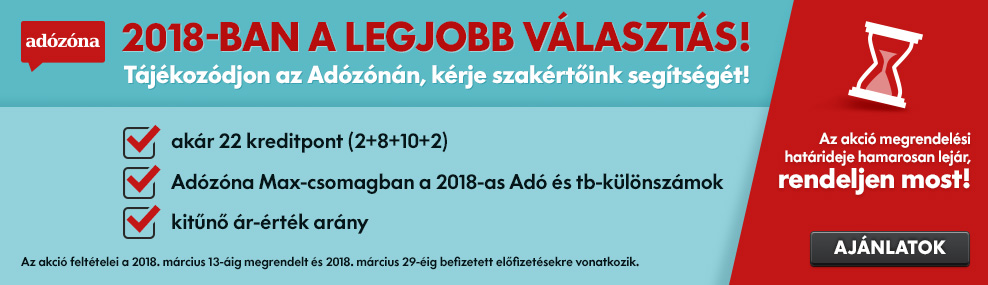 adózóna
2018-BAN A LEGJOBB VÁLASZTÁS!
Tájékozódjon az Adózónán, kérje szakértőink segítségét!
akár 22 kreditpont (2+8+10+2)
Adózóna Max-csomagban a 2018-as Adó és tb-különszámok
kitűnő ár-érték arány
Az akció feltételei a 2018. március 13-áig megrendelt és 2018. március 29-éig befizetett előfizetésekre vonatkozik.
Az akció megrendelési
határideje hamarosan lejár,
rendeljen most!
AJÁNLATOK